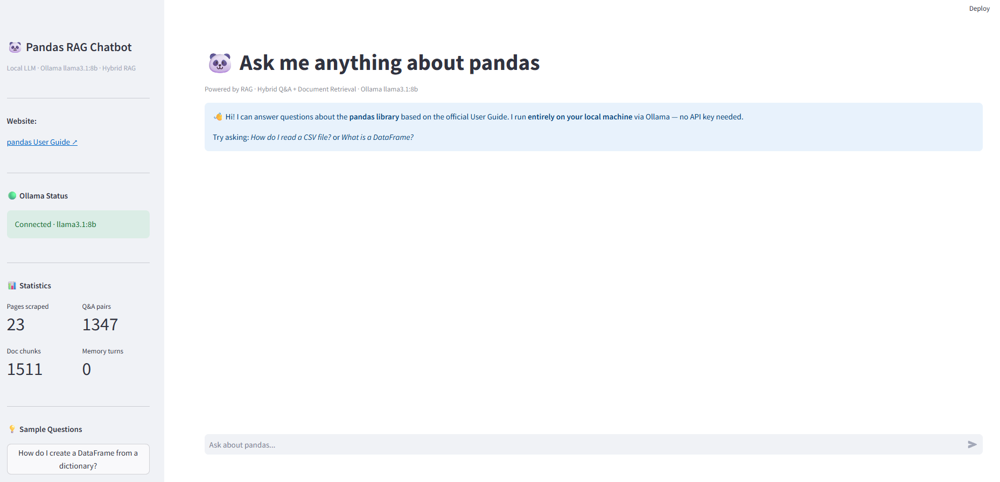 Deploy
Pandas RAG Chatbot
Local LLM · Ollama llama3.1:8b · Hybrid RAG
Website:
pandas User Guide ↗
Ollama Status
Connected · llama3.1:8b
Statistics
Pages scraped
23
Q&A pairs
1347
Doc chunks
1511
Memory turns
0
Sample Questions
How do I create a DataFrame from a
dictionary?
Ask me anything about pandas
Powered by RAG · Hybrid Q&A + Document Retrieval · Ollama llama3.1:8b
Hi! I can answer questions about the pandas library based on the official User Guide. I run entirely on your local machine via Ollama — no API key needed.
Try asking: How do I read a CSV file? or What is a DataFrame?
Ask about pandas...